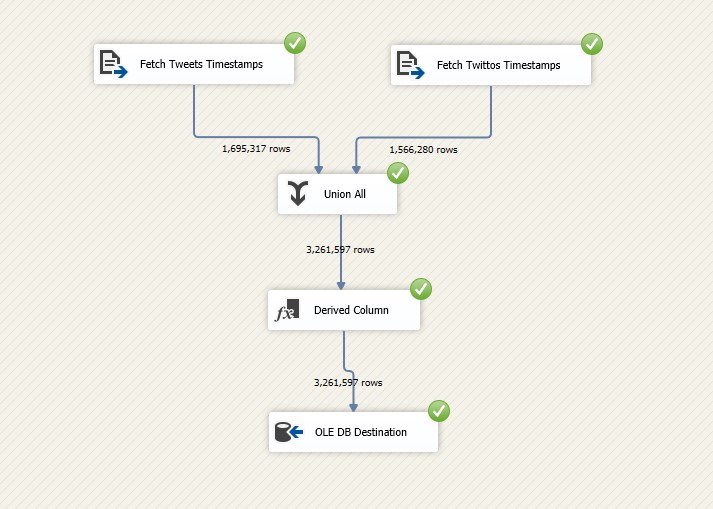 Fetch Tweets Timestamps
Fetch Twittos Timestamps
1,695,317 rows
1,566,280 rows
Union All
3,261,597 rows
fx
Derived Column
3,261,597 rows
OLE DB Destination